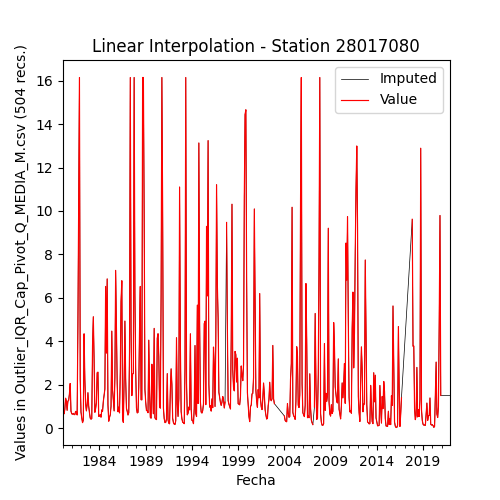 Linear Interpolation - Station 28017080
Values in Outlier_IQR_Cap_Pivot_Q_MEDIA_M.csv (504 recs.)
Imputed
Value
16
14
12
10
8
6
4
2
0
1984 1989 1994 1999 2004 2009 2014 2019
Fecha